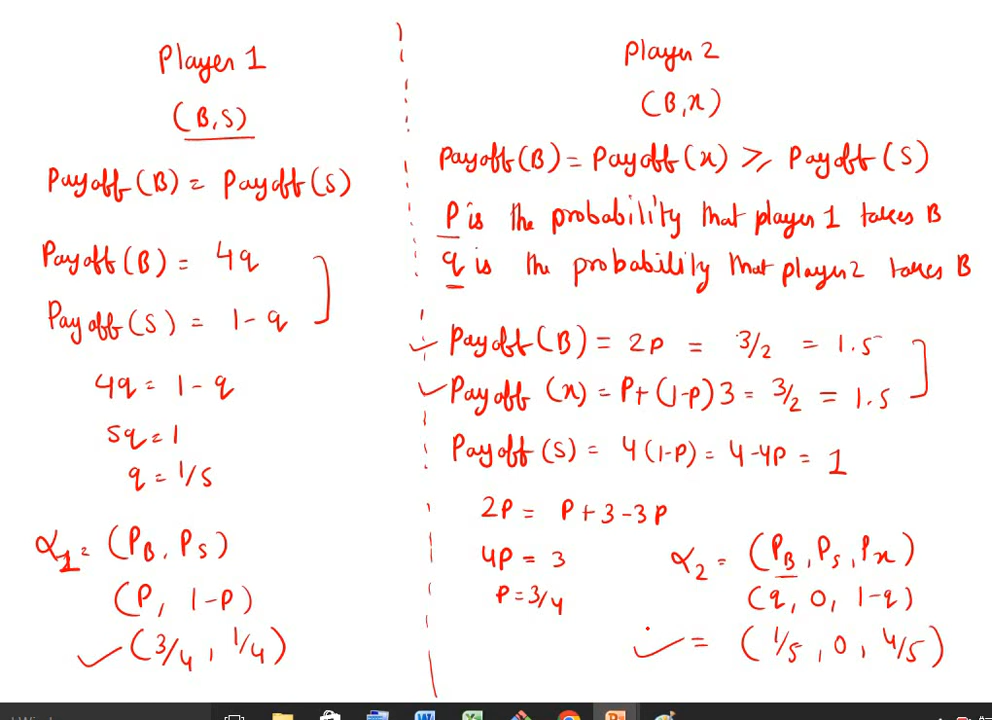 Player 1
(B,S)
Payoff(B) = Payoff(S)
Payoff(B) = 4q
Payoff(S) = 1-q
4q = 1-q
5q = 1
q = 1/5
α1 = (PB, PS)
(P, 1-P)
(3/4, 1/4)
Player 2
(B,x)
Payoff(B) = Payoff(x) ⩾ Payoff(S)
P is the probability that player 1 takes B
q is the probability that player 2 takes B
Payoff(B) = 2P = 3/2 = 1.5
Payoff (x) = P+(1-P)3 = 3/2 = 1.5
Payoff (S) = 4(1-P) = 4-4P = 1
2P = P+3-3P
4P = 3
P = 3/4
α2 = (PB, PS, Px)
(q, 0, 1-q)
= (1/5, 0, 4/5)